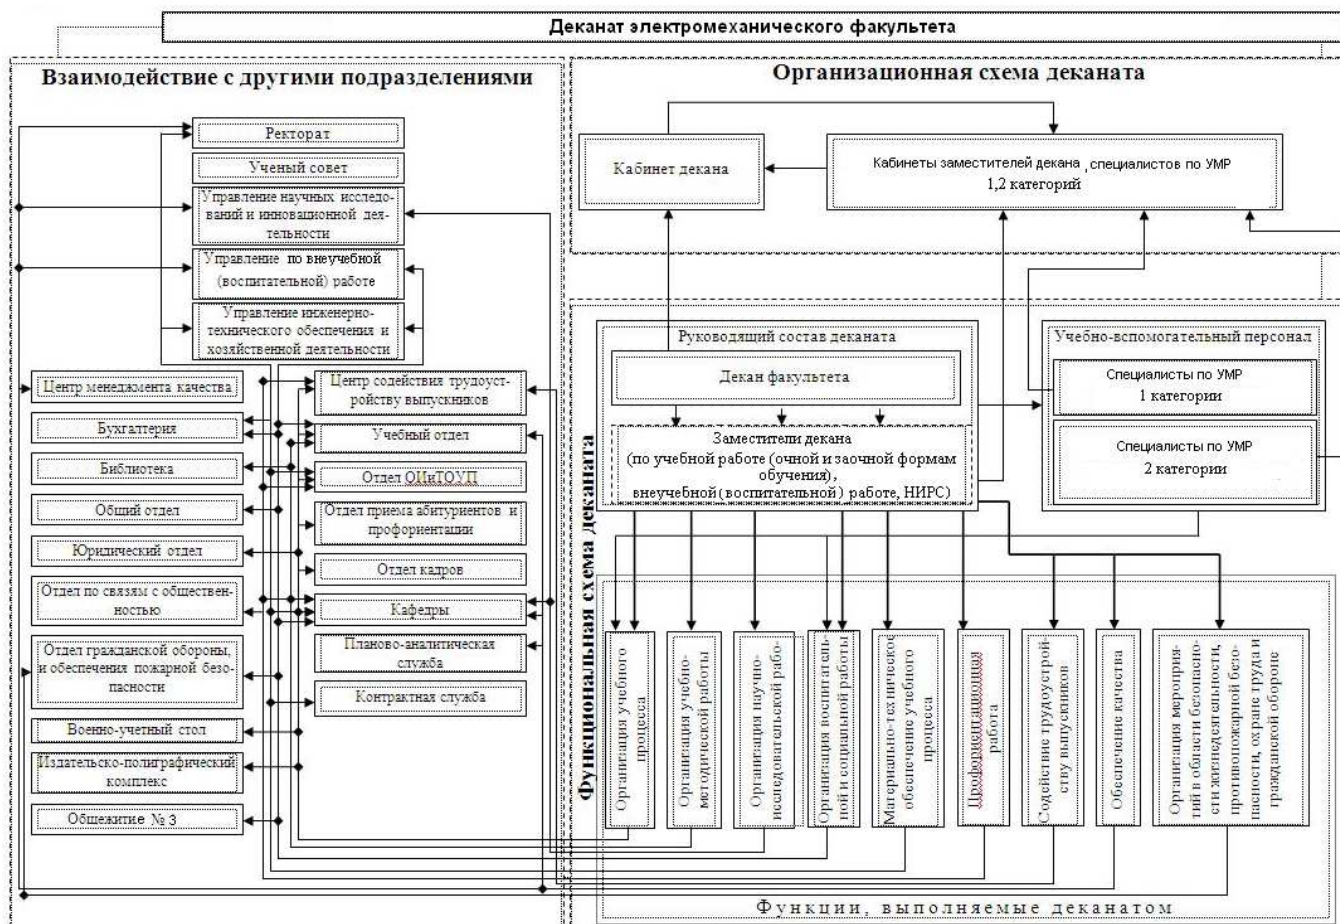 Деканат электромеханического факультета
Взаимодействие с другими подразделениями
Ректорат
Ученый совет
Управление научных исслед-
ований и инновационной дея-
тельности
Управление по внеучебной
(воспитательной) работе
Управление инженерно-
технического обеспечения и
хозяйственной деятельности
Центр менеджмента качества
Бухгалтерия
Библиотека
Общий отдел
Юридический отдел
Отдел по связям с обществен-
ностью
Отдел гражданской обороны,
и обеспечения пожарной безо-
пасности
Военно-учетный стол
Издательско-полиграфический
комплекс
Общежитие № 3
Центр содействия трудоуст-
ройству выпускников
Учебный отдел
Отдел ОИиТОУП
Отдел приема абитуриентов и
профориентации
Отдел кадров
Кафедры
Планово-аналитическая
служба
Контрактная служба
Организационная схема деканата
Кабинет декана
Кабинеты заместителей декана , специалистов по УМР
1,2 категорий
Функциональная схема деканата
Руководящий состав деканата
Декан факультета
Заместители декана
(по учебной работе (очной и заочной формам
обучения),
внеучебной (воспитательной) работе, НИРС)
Учебно-вспомогательный персонал
Специалисты по УМР
1 категории
Специалисты по УМР
2 категории
Организация учебного
процесса
Организация учебно-
методической работы
Организация научно-
исследовательской рабо-
Организация воспитатель-
ной и социальной работы
Материально-техническое
обеспечение учебного
процесса
Профориентационная
работа
Содействие трудоустрой-
ству выпускников
Обеспечение качества
Организация мероприя-
тий в области безопасно-
сти жизнедеятельности,
противопожарной безо-
пасности, охране труда и
гражданской обороне
Функции, выполняемые деканатом